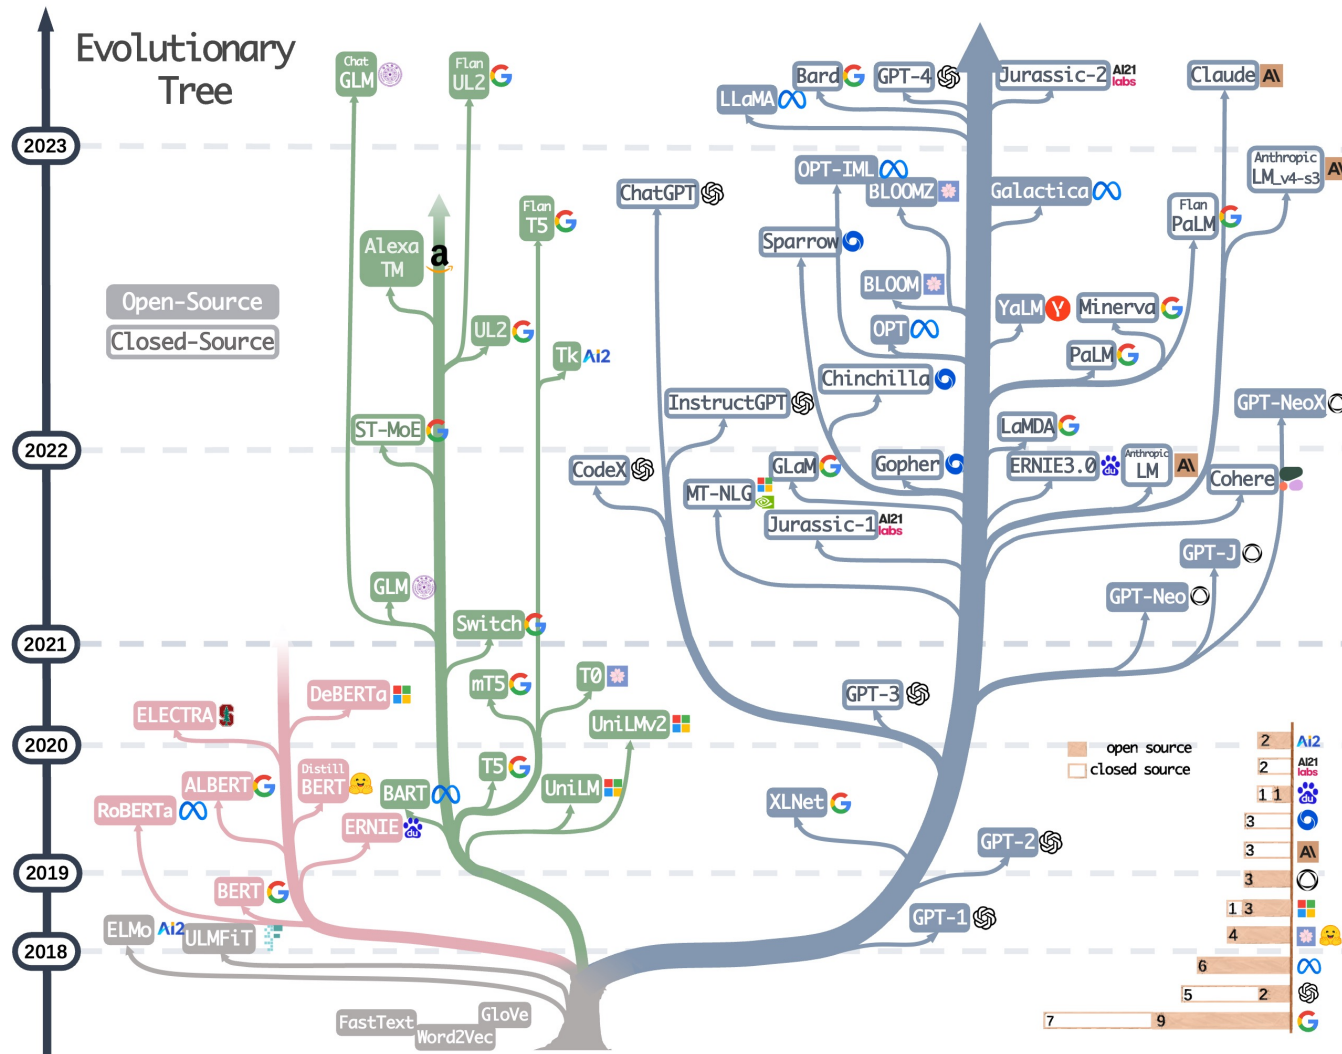 Evolutionary
Tree
2023
2022
2021
2020
2019
2018
Open-Source
Closed-Source
Chat
GLM
Flan
UL2
LLaMA
Bard
GPT-4
Jurassic-2
AI21
labs
Claude
A\
OPT-IML
BLOOMZ
Galactica
Anthropic
LM_v4-s3
A\
ChatGPT
Flan
T5
Flan
PaLM
Alexa
TM
a
Sparrow
BLOOM
YaLM
Y
Minerva
UL2
OPT
Tk
Ai2
PaLM
Chinchilla
InstructGPT
GPT-NeoX
ST-MoE
LaMDA
CodeX
GLaM
Gopher
ERNIE3.0
du
Anthropic
LM
A\
Cohere
MT-NLG
Jurassic-1
AI21
labs
GPT-J
GLM
GPT-Neo
Switch
mT5
T0
DeBERTa
GPT-3
ELECTRA
S
UniLMv2
T5
Distill
BERT
ALBERT
BART
UniLM
RoBERTa
ERNIE
du
XLNet
GPT-2
BERT
GPT-1
ELMo
Ai2
ULMFiT
FastText
Word2Vec
GloVe
open source
closed source
2 Ai2
2 AI21
labs
1 1 du
3
3 A\
3
1 3
4
6
5 2
7 9 G